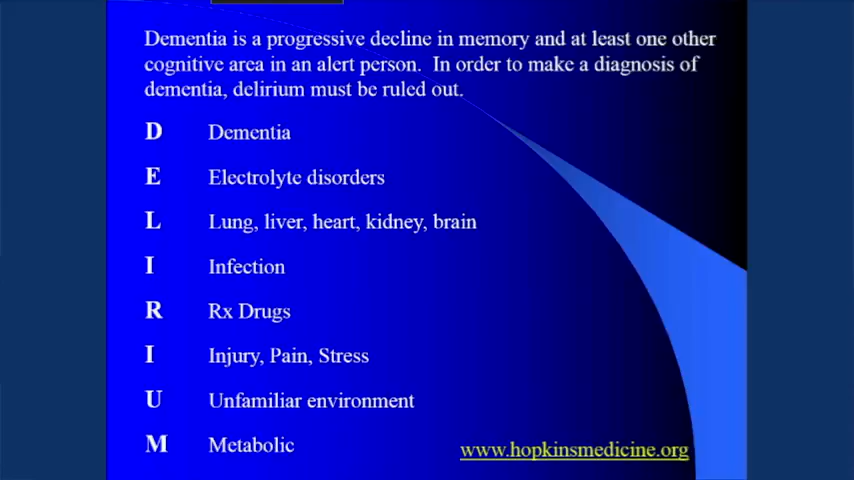 Dementia is a progressive decline in memory and at least one other
cognitive area in an alert person. In order to make a diagnosis of
dementia, delirium must be ruled out.
D Dementia
E Electrolyte disorders
L Lung, liver, heart, kidney, brain
I Infection
R Rx Drugs
I Injury, Pain, Stress
U Unfamiliar environment
M Metabolic
www.hopkinsmedicine.org